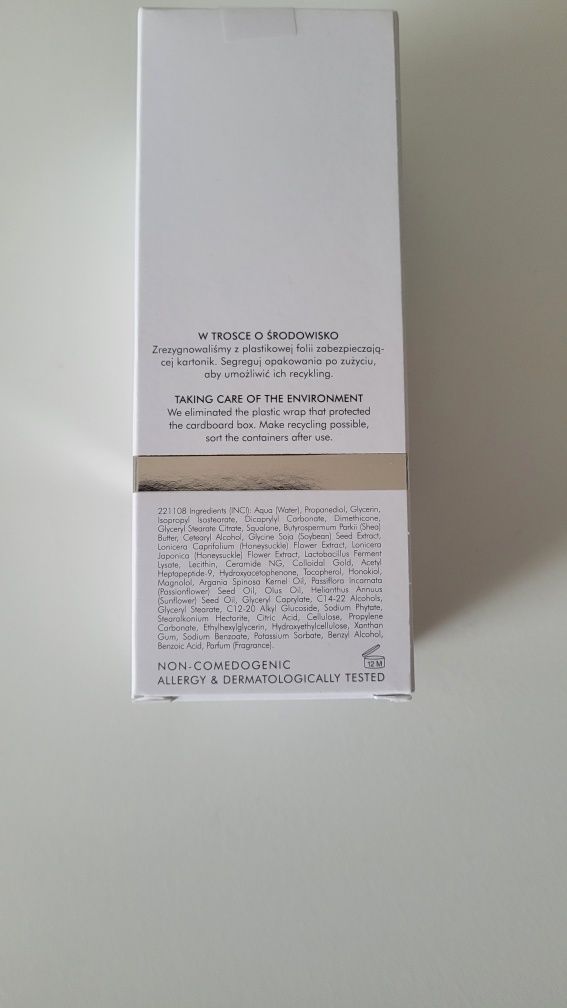 W TROSCE O ŚRODOWISKO
Zrezygnowaliśmy z plastikowej folii zabezpieczają-
cej kartonik. Segreguj opakowania po zużyciu,
aby umożliwić ich recykling.
TAKING CARE OF THE ENVIRONMENT
We eliminated the plastic wrap that protected
the cardboard box. Make recycling possible,
sort the containers after use.
221108 Ingredients (INCI): Aqua (Water), Propanediol, Glycerin,
Isopropyl Isostearate, Dicaprylyl Carbonate, Dimethicone,
Glyceryl Stearate Citrate, Squalane, Butyrospermum Parkii (Shea)
Butter, Cetearyl Alcohol, Glycine Soja (Soybean) Seed Extract,
Lonicera Caprifolium (Honeysuckle) Flower Extract, Lonicera
Japonica (Honeysuckle) Flower Extract, Lactobacillus Ferment
Lysate, Lecithin, Ceramide NG, Colloidal Gold, Acetyl
Heptapeptide-9, Hydroxyacetophenone, Tocopherol, Honokiol,
Magnolol, Argania Spinosa Kernel Oil, Passiflora Incarnata
(Passionflower) Seed Oil, Olus Oil, Helianthus Annuus
(Sunflower) Seed Oil, Glyceryl Caprylate, C14-22 Alcohols,
Glyceryl Stearate, C12-20 Alkyl Glucoside, Sodium Phytate,
Stearalkonium Hectorite, Citric Acid, Cellulose, Propylene
Carbonate, Ethylhexylglycerin, Hydroxyethylcellulose, Xanthan
Gum, Sodium Benzoate, Potassium Sorbate, Benzyl Alcohol,
Benzoic Acid, Parfum (Fragrance).
NON-COMEDOGENIC
12 M
ALLERGY & DERMATOLOGICALLY TESTED